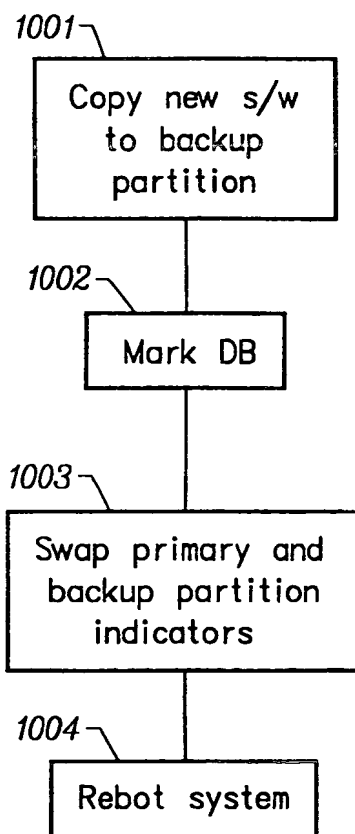 1001
Copy new s/w
to backup
partition
1002
Mark DB
1003
Swap primary and
backup partition
indicators
1004
Rebot system